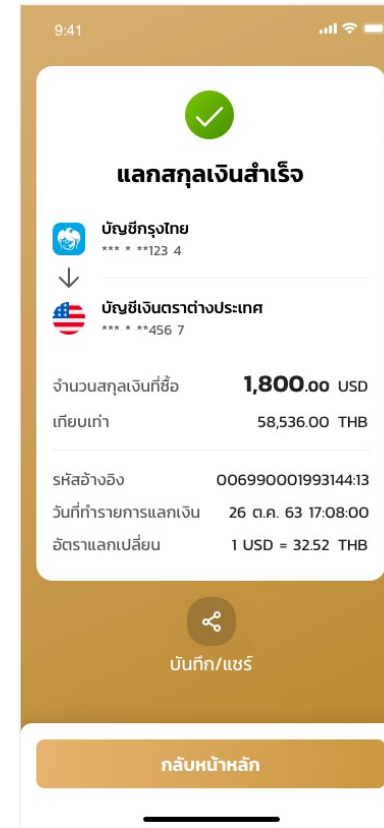 9:41
แลกสกุลเงินสำเร็จ
บัญชีกรุงไทย
*** * **123 4
บัญชีเงินตราต่างประเทศ
*** * **456 7
จำนวนสกุลเงินที่ซื้อ 1,800.00 USD
เทียบเท่า 58,536.00 THB
รหัสอ้างอิง 006990001993144:13
วันที่ทำรายการแลกเงิน 26 ต.ค. 63 17:08:00
อัตราแลกเปลี่ยน 1 USD = 32.52 THB
บันทึก/แชร์
กลับหน้าหลัก